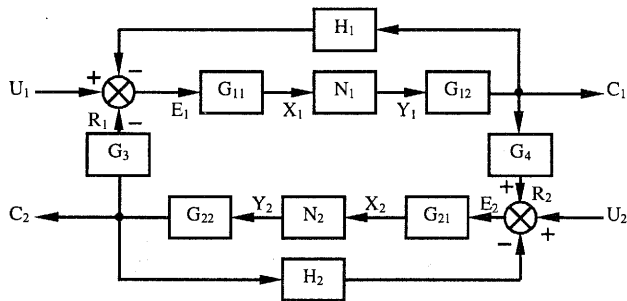 H₁
U₁ + − E₁ G₁₁ X₁ N₁ Y₁ G₁₂ C₁
R₁ −
G₃ G₄
+ R₂
C₂ G₂₂ Y₂ N₂ X₂ G₂₁ E₂ U₂
− +
H₂